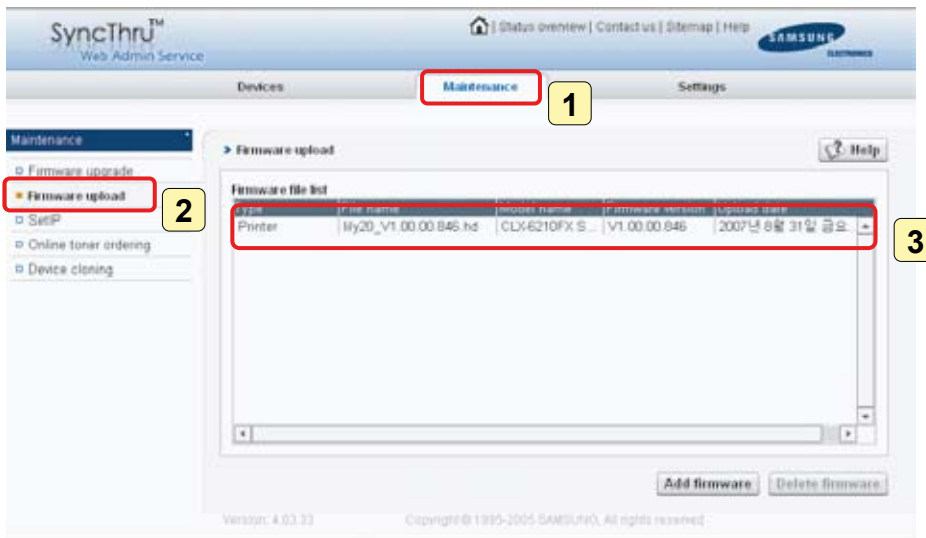 SyncThru™
Web Admin Service
| Status overview | Contact us | Sitemap | Help
SAMSUNG
ELECTRONICS
Devices Maintenance Settings
1
Maintenance
Firmware upgrade
Firmware upload
2
SetIP
Online toner ordering
Device cloning
> Firmware upload
Help
Firmware file list
Type File name Model name Firmware version Upload date
Printer lily20_V1.00.00.846.hd CLX-6210FX S... V1.00.00.846 2007년 8월 31일 금요
3
Add firmware Delete firmware
Version: 4.03.33 Copyright© 1995-2005 SAMSUNG, All rights reserved